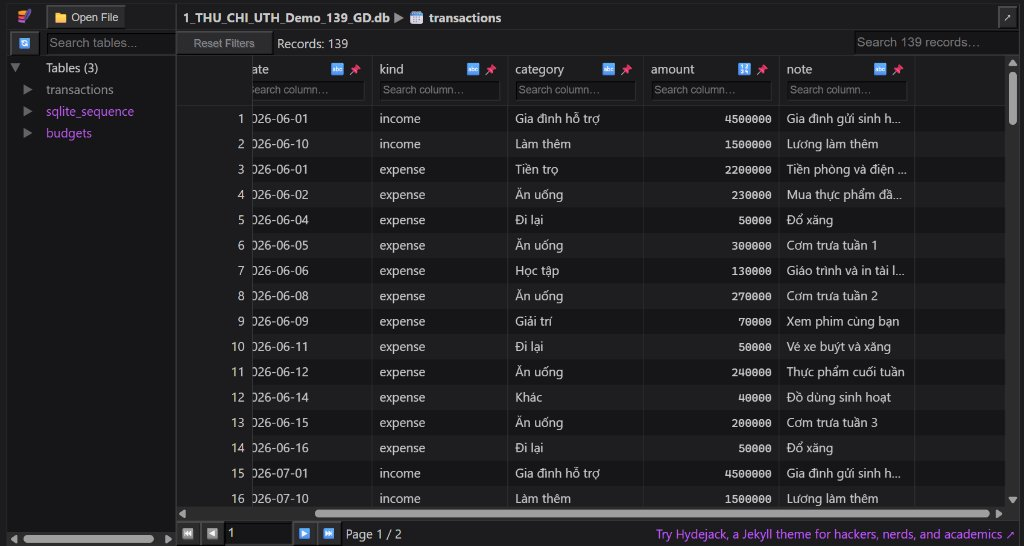 Open File 1_THU_CHI_UTH_Demo_139_GD.db ▶ transactions
Search tables... Reset Filters Records: 139 Search 139 records...
Tables (3)
transactions
sqlite_sequence
budgets
ate abc kind abc category abc amount 1234 note abc
Search column... Search column... Search column... Search column... Search column...
1 026-06-01 income Gia đình hỗ trợ 4500000 Gia đình gửi sinh h...
2 026-06-10 income Làm thêm 1500000 Lương làm thêm
3 026-06-01 expense Tiền trọ 2200000 Tiền phòng và điện ...
4 026-06-02 expense Ăn uống 230000 Mua thực phẩm đầ...
5 026-06-04 expense Đi lại 50000 Đổ xăng
6 026-06-05 expense Ăn uống 300000 Cơm trưa tuần 1
7 026-06-06 expense Học tập 130000 Giáo trình và in tài l...
8 026-06-08 expense Ăn uống 270000 Cơm trưa tuần 2
9 026-06-09 expense Giải trí 70000 Xem phim cùng bạn
10 026-06-11 expense Đi lại 50000 Vé xe buýt và xăng
11 026-06-12 expense Ăn uống 240000 Thực phẩm cuối tuần
12 026-06-14 expense Khác 40000 Đồ dùng sinh hoạt
13 026-06-15 expense Ăn uống 200000 Cơm trưa tuần 3
14 026-06-16 expense Đi lại 50000 Đổ xăng
15 026-07-01 income Gia đình hỗ trợ 4500000 Gia đình gửi sinh h...
16 026-07-10 income Làm thêm 1500000 Lương làm thêm
1 Page 1 / 2 Try Hydejack, a Jekyll theme for hackers, nerds, and academics ↗